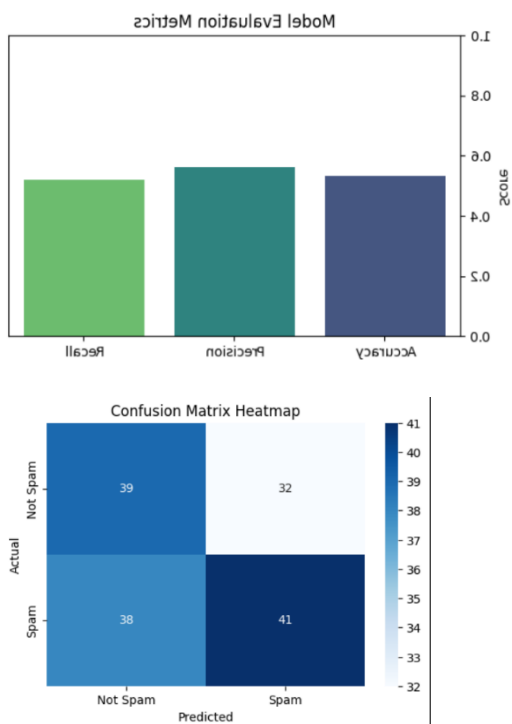 Model Evaluation Metrics
1.0
0.8
0.6
0.4
0.2
0.0
Score
Recall Precision Accuracy
Confusion Matrix Heatmap
Not Spam 39 32
Spam 38 41
Actual
Not Spam Spam
Predicted
41
40
39
38
37
36
35
34
33
32